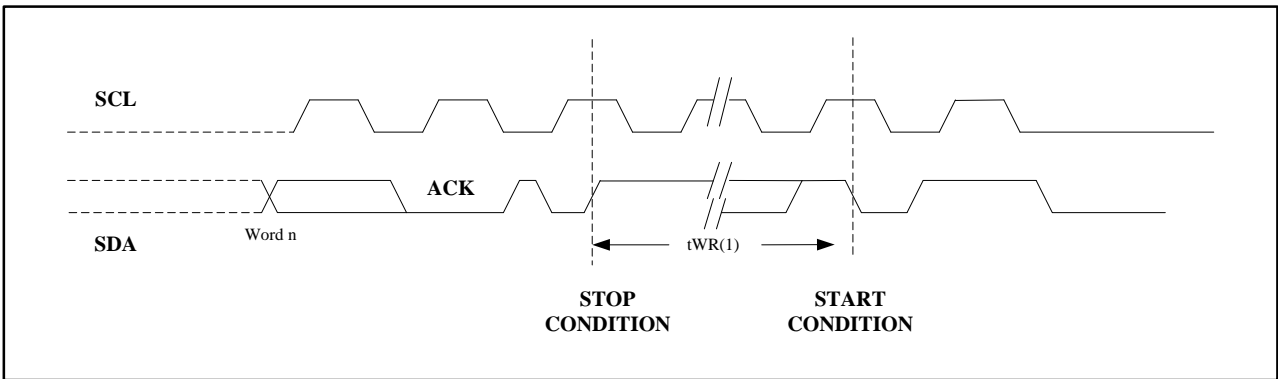 SCL
ACK
SDA
Word n
tWR(1)
STOP
CONDITION
START
CONDITION